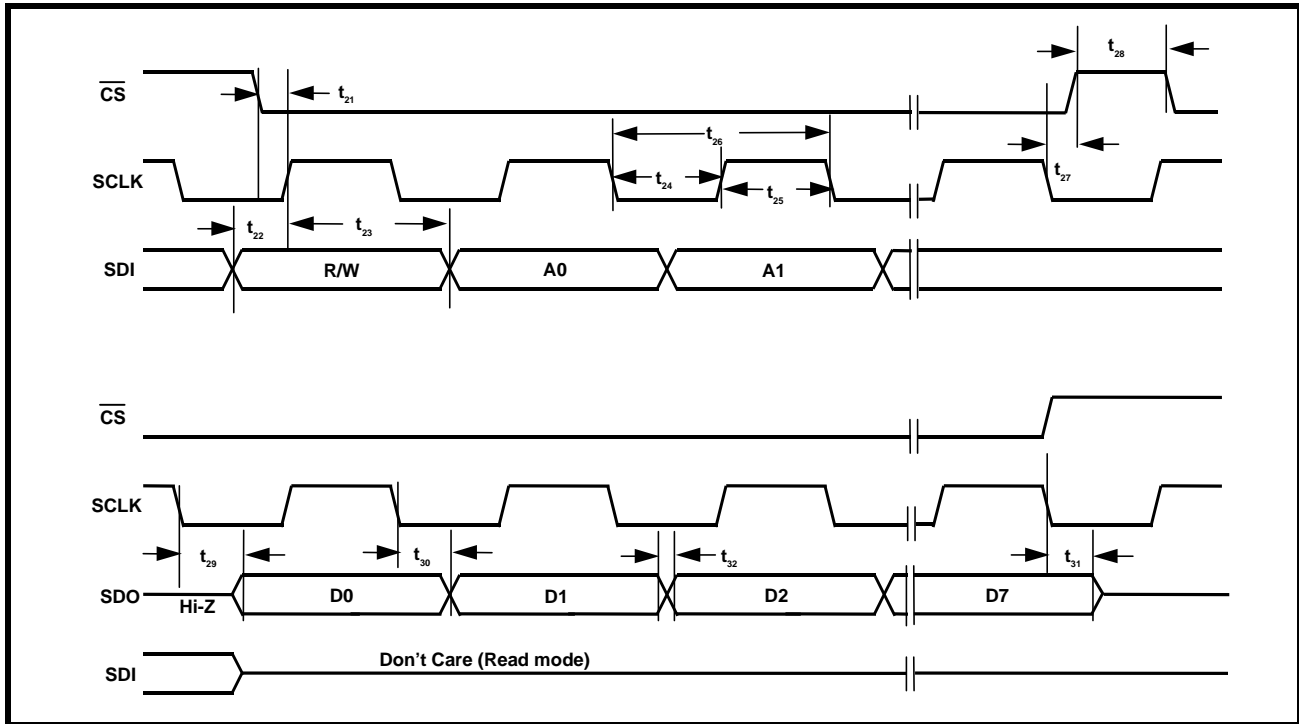 t28
CS
t21
t26
SCLK
t24
t25
t27
t22
t23
SDI
R/W
A0
A1
CS
SCLK
t29
t30
t32
t31
SDO
Hi-Z
D0
D1
D2
D7
SDI
Don't Care (Read mode)